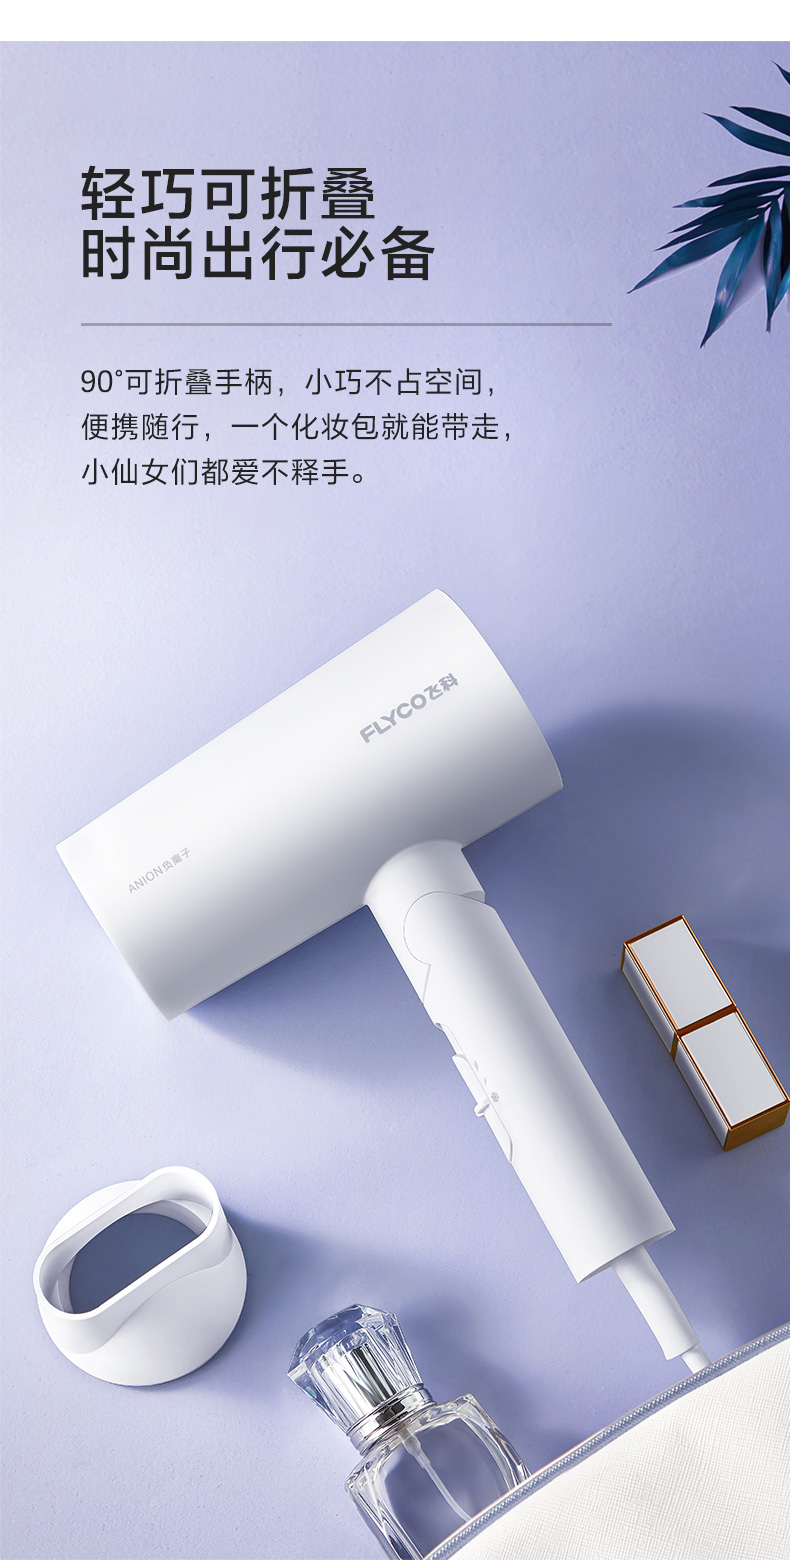 轻巧可折叠
时尚出行必备
90°可折叠手柄，小巧不占空间，
便携随行，一个化妆包就能带走，
小仙女们都爱不释手。
FLYCO飞科
ANION负离子